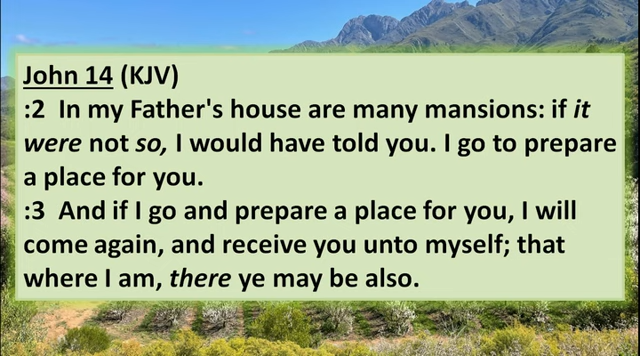 John 14 (KJV)
:2 In my Father's house are many mansions: if it
were not so, I would have told you. I go to prepare
a place for you.
:3 And if I go and prepare a place for you, I will
come again, and receive you unto myself; that
where I am, there ye may be also.